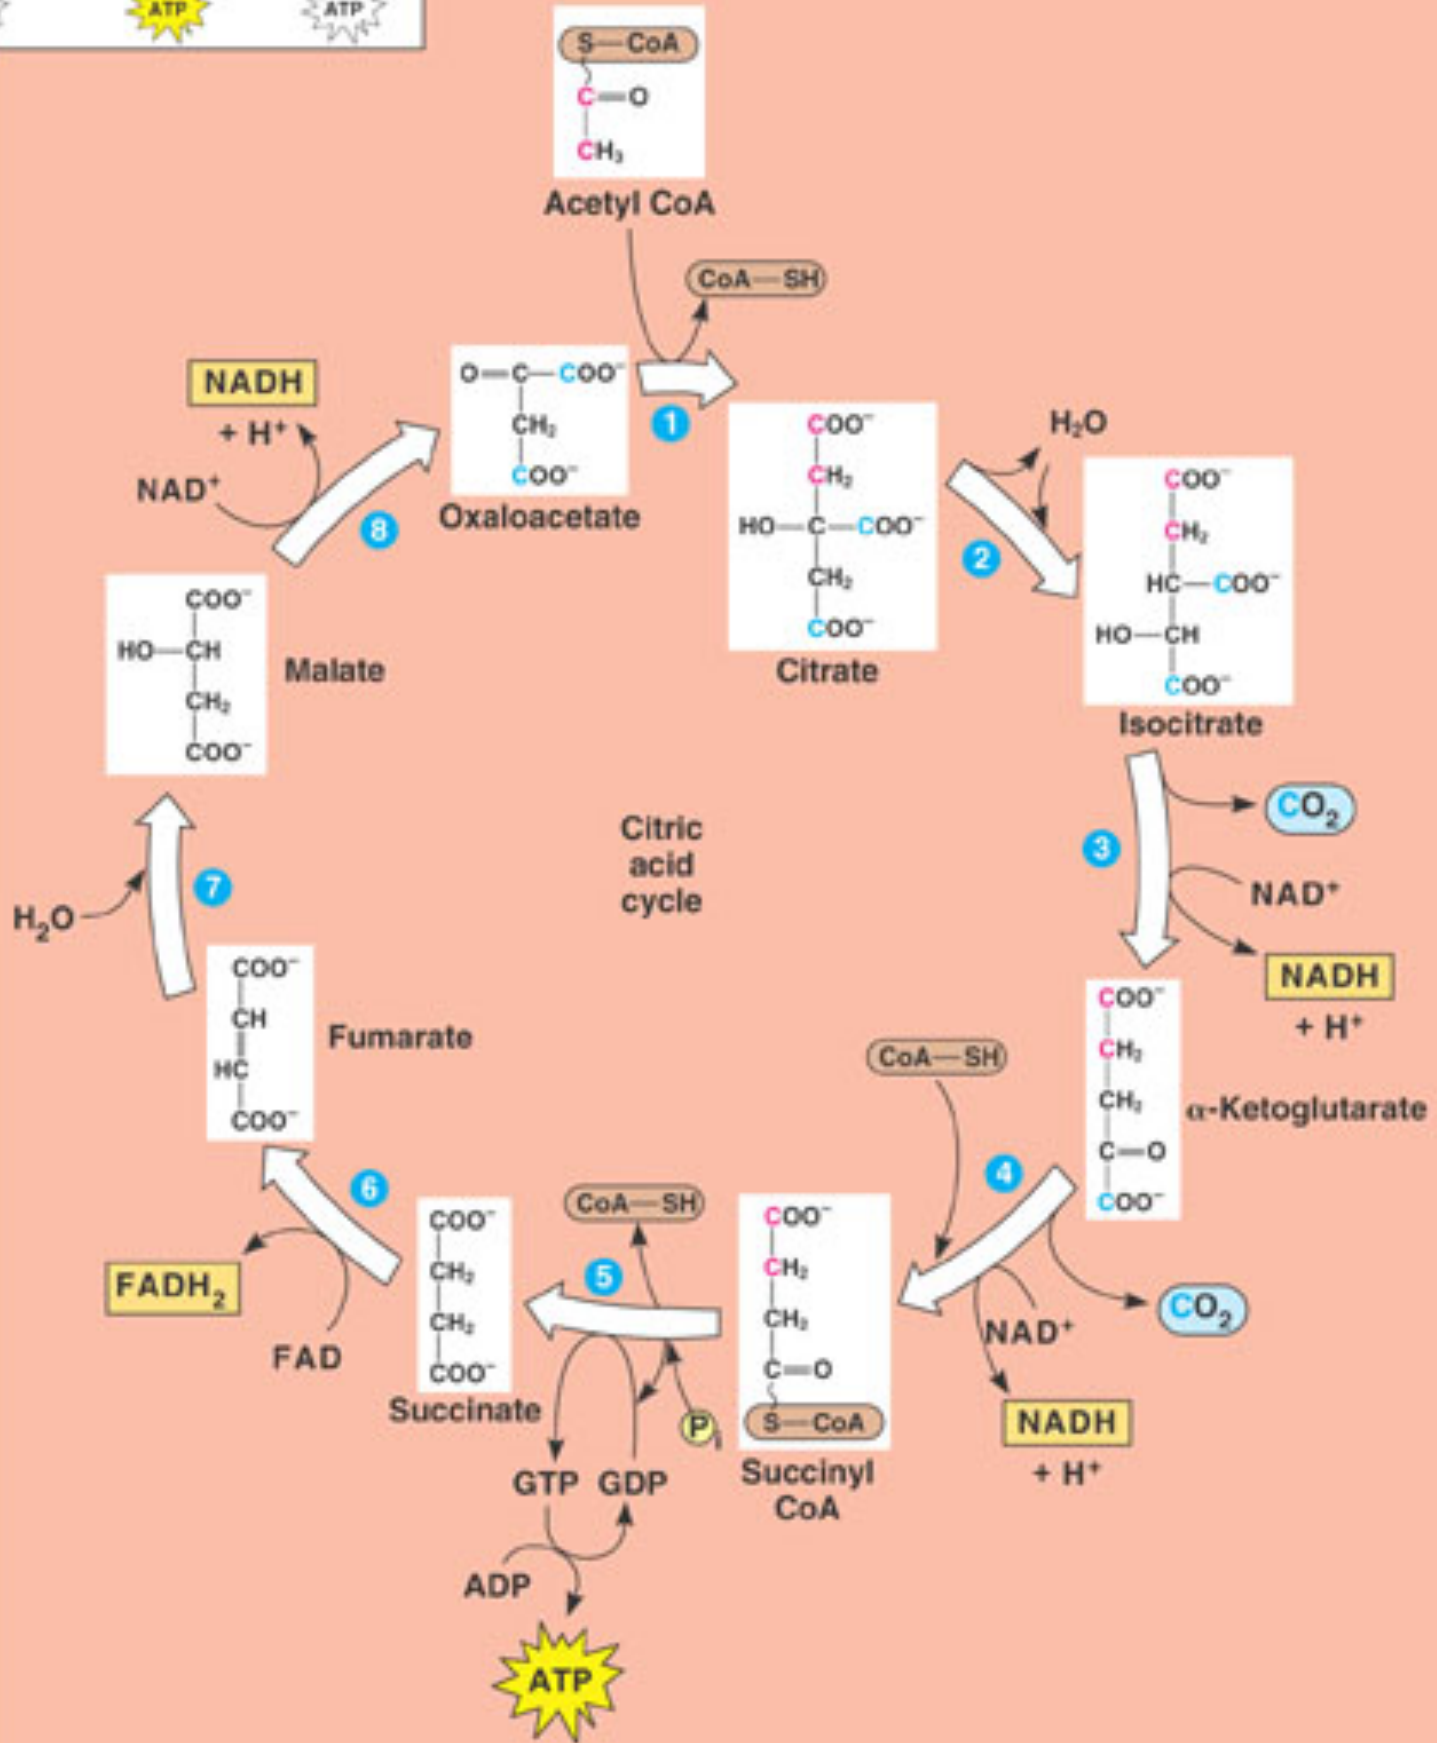 ATP
ATP
S—CoA
C=O
CH₃
Acetyl CoA
CoA—SH
NADH
+ H⁺
NAD⁺
8
O=C—COO⁻
CH₂
COO⁻
Oxaloacetate
1
COO⁻
CH₂
HO—C—COO⁻
CH₂
COO⁻
Citrate
H₂O
2
COO⁻
CH₂
HC—COO⁻
HO—CH
COO⁻
Isocitrate
COO⁻
HO—CH
CH₂
COO⁻
Malate
Citric
acid
cycle
3
CO₂
NAD⁺
NADH
+ H⁺
H₂O
7
COO⁻
CH
HC
COO⁻
Fumarate
CoA—SH
COO⁻
CH₂
CH₂
C=O
COO⁻
α-Ketoglutarate
4
CO₂
NAD⁺
NADH
+ H⁺
COO⁻
CH₂
CH₂
C=O
S—CoA
Succinyl
CoA
CoA—SH
5
Pᵢ
GTP GDP
ADP
ATP
COO⁻
CH₂
CH₂
COO⁻
Succinate
6
FADH₂
FAD